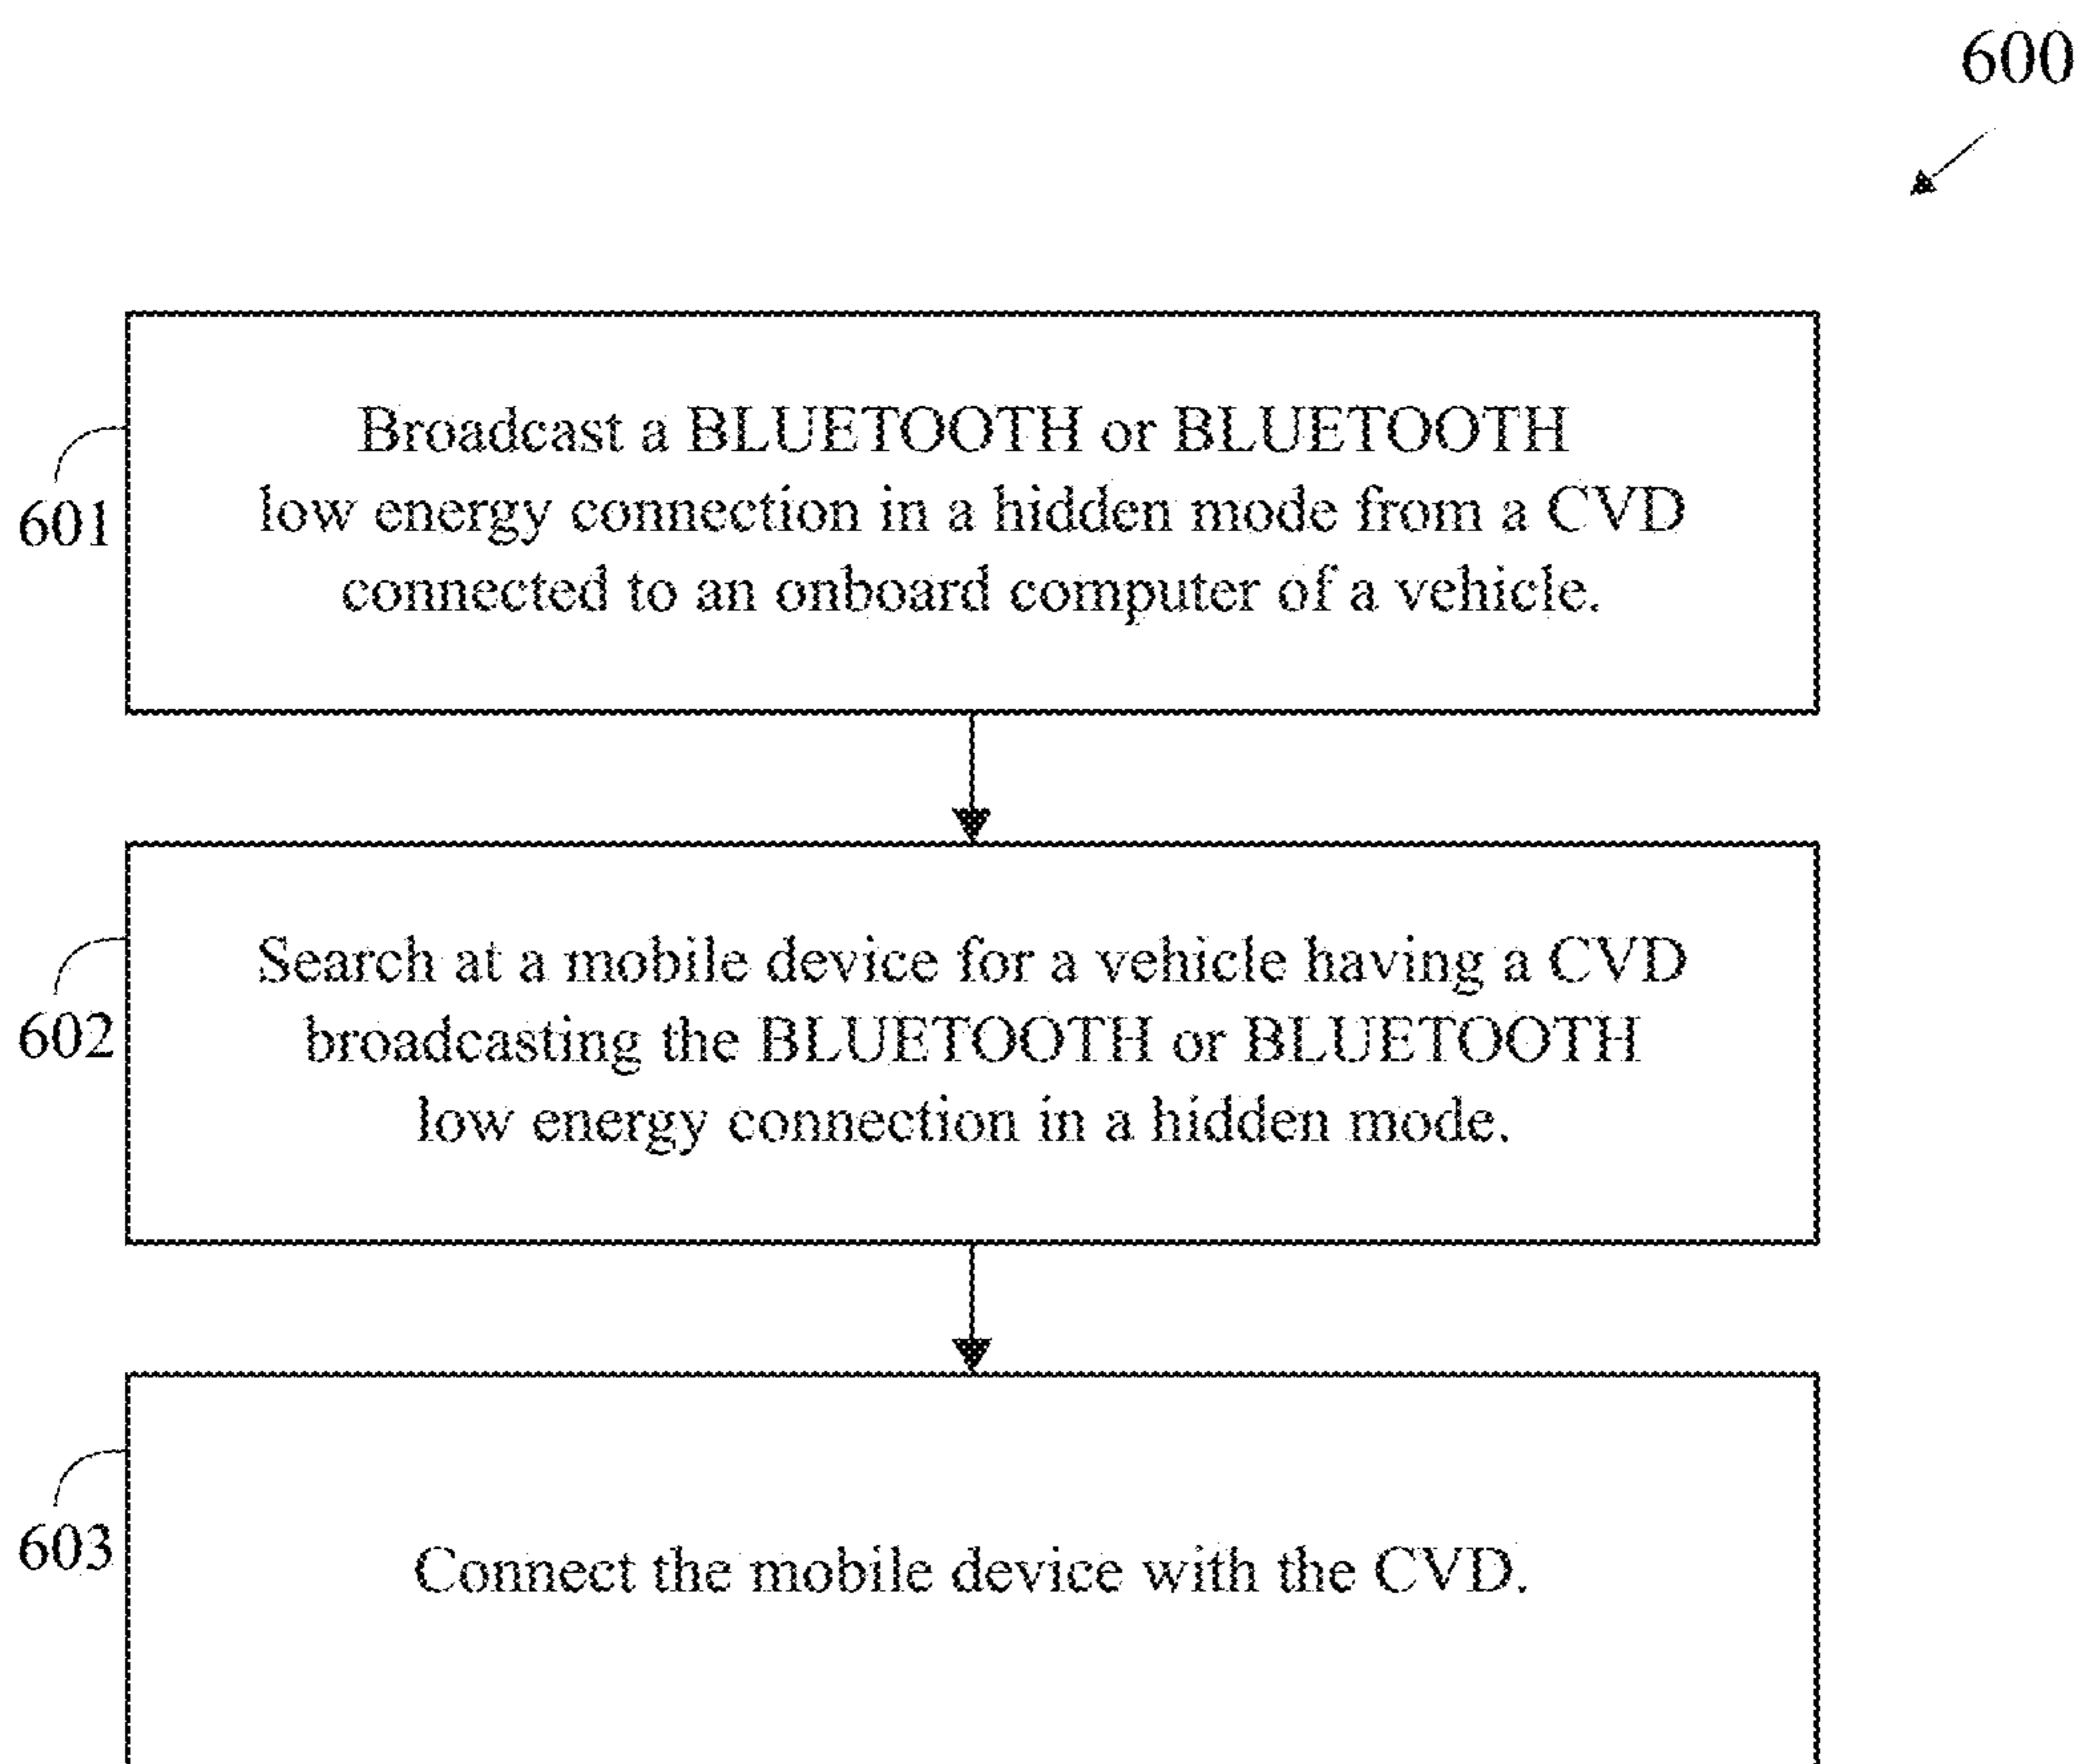 600
601
Broadcast a BLUETOOTH or BLUETOOTH
low energy connection in a hidden mode from a CVD
connected to an onboard computer of a vehicle.
602
Search at a mobile device for a vehicle having a CVD
broadcasting the BLUETOOTH or BLUETOOTH
low energy connection in a hidden mode.
603
Connect the mobile device with the CVD.